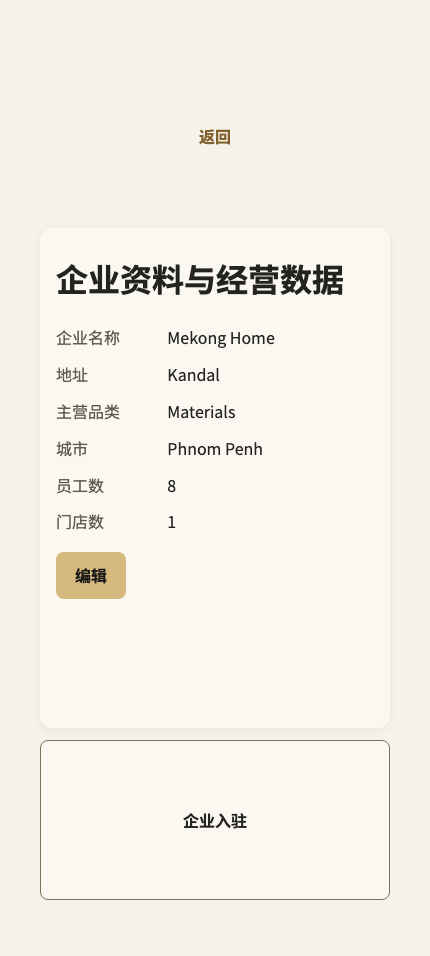 返回
企业资料与经营数据
企业名称 Mekong Home
地址 Kandal
主营品类 Materials
城市 Phnom Penh
员工数 8
门店数 1
编辑
企业入驻